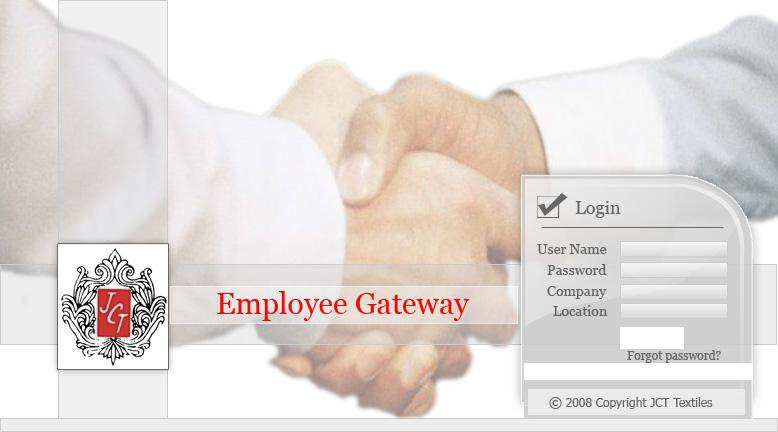 Login
User Name
Password
Company
Location
Forgot password?
JCT
Employee Gateway
© 2008 Copyright JCT Textiles